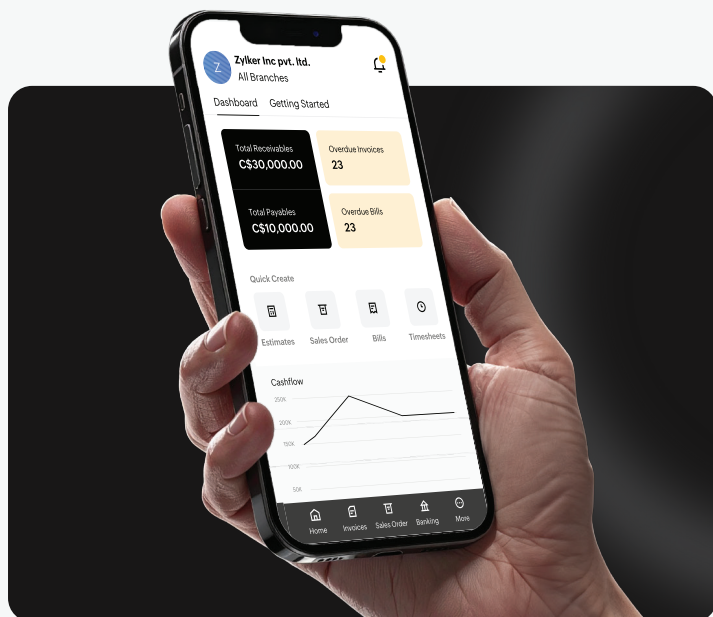 Z
Zylker Inc pvt. ltd.
All Branches
Dashboard Getting Started
Total Receivables
C$30,000.00
Overdue Invoices
23
Total Payables
C$10,000.00
Overdue Bills
23
Quick Create
Estimates Sales Order Bills Timesheets
Cashflow
250K
200K
150K
100K
50K
Home Invoices Sales Order Banking More